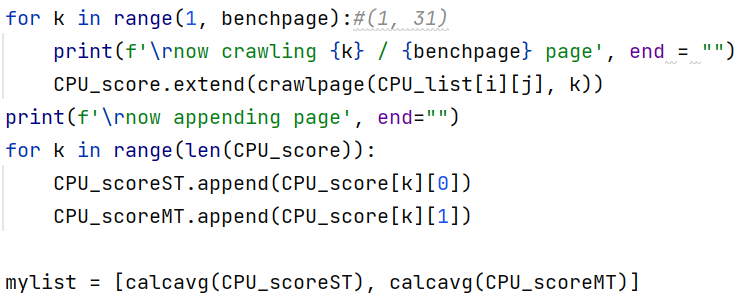 for k in range(1, benchpage):#(1, 31)
    print(f'\rnow crawling {k} / {benchpage} page', end = "")
    CPU_score.extend(crawlpage(CPU_list[i][j], k))
print(f'\rnow appending page', end="")
for k in range(len(CPU_score)):
    CPU_scoreST.append(CPU_score[k][0])
    CPU_scoreMT.append(CPU_score[k][1])

mylist = [calcavg(CPU_scoreST), calcavg(CPU_scoreMT)]